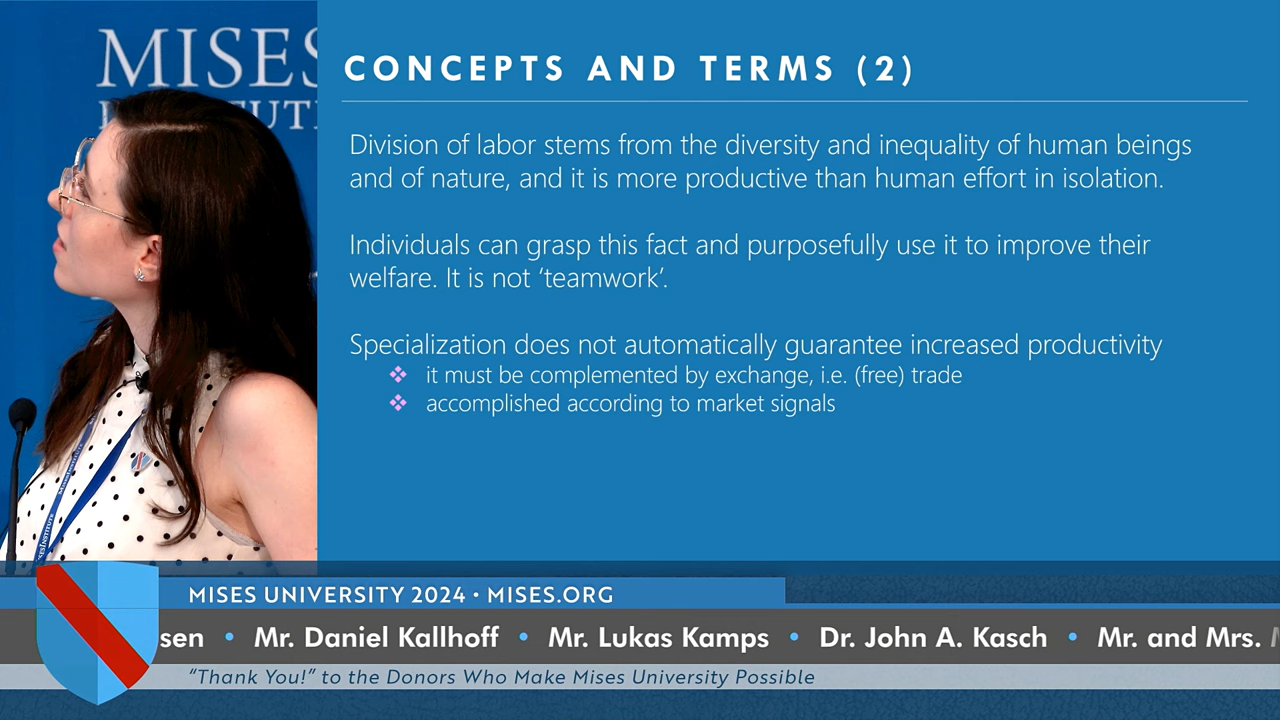 MISES
CONCEPTS AND TERMS (2)
Division of labor stems from the diversity and inequality of human beings
and of nature, and it is more productive than human effort in isolation.
Individuals can grasp this fact and purposefully use it to improve their
welfare. It is not ‘teamwork’.
Specialization does not automatically guarantee increased productivity
❖ it must be complemented by exchange, i.e. (free) trade
❖ accomplished according to market signals
MISES UNIVERSITY 2024 • MISES.ORG
sen • Mr. Daniel Kallhoff • Mr. Lukas Kamps • Dr. John A. Kasch • Mr. and Mrs.
“Thank You!” to the Donors Who Make Mises University Possible